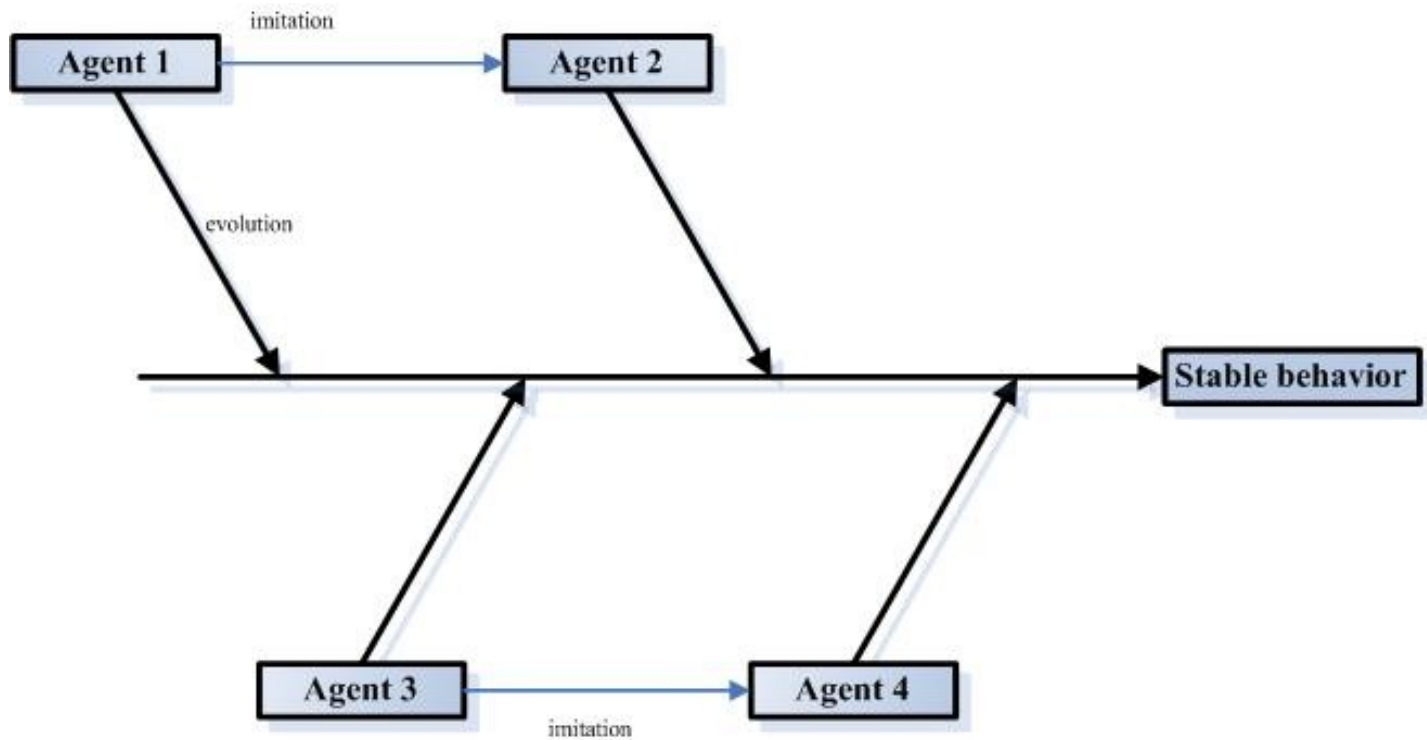 imitation
Agent 1
Agent 2
evolution
Stable behavior
Agent 3
Agent 4
imitation